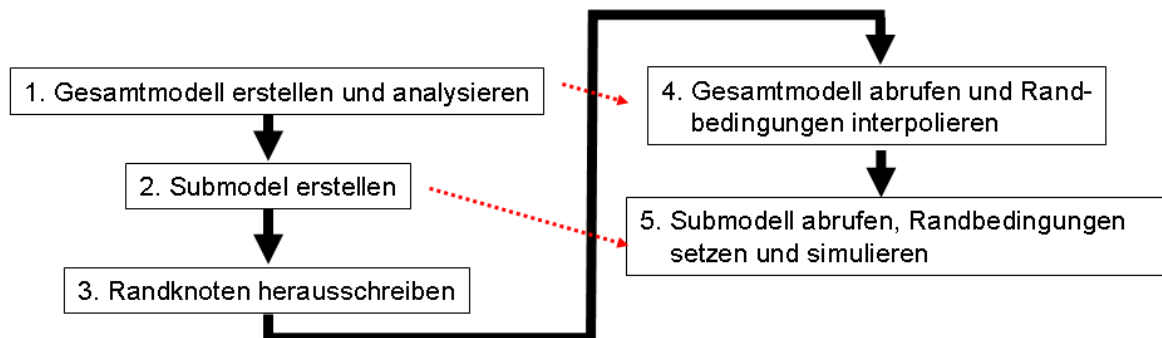 1. Gesamtmodell erstellen und analysieren
2. Submodel erstellen
3. Randknoten herausschreiben
4. Gesamtmodell abrufen und Rand-
bedingungen interpolieren
5. Submodell abrufen, Randbedingungen
setzen und simulieren